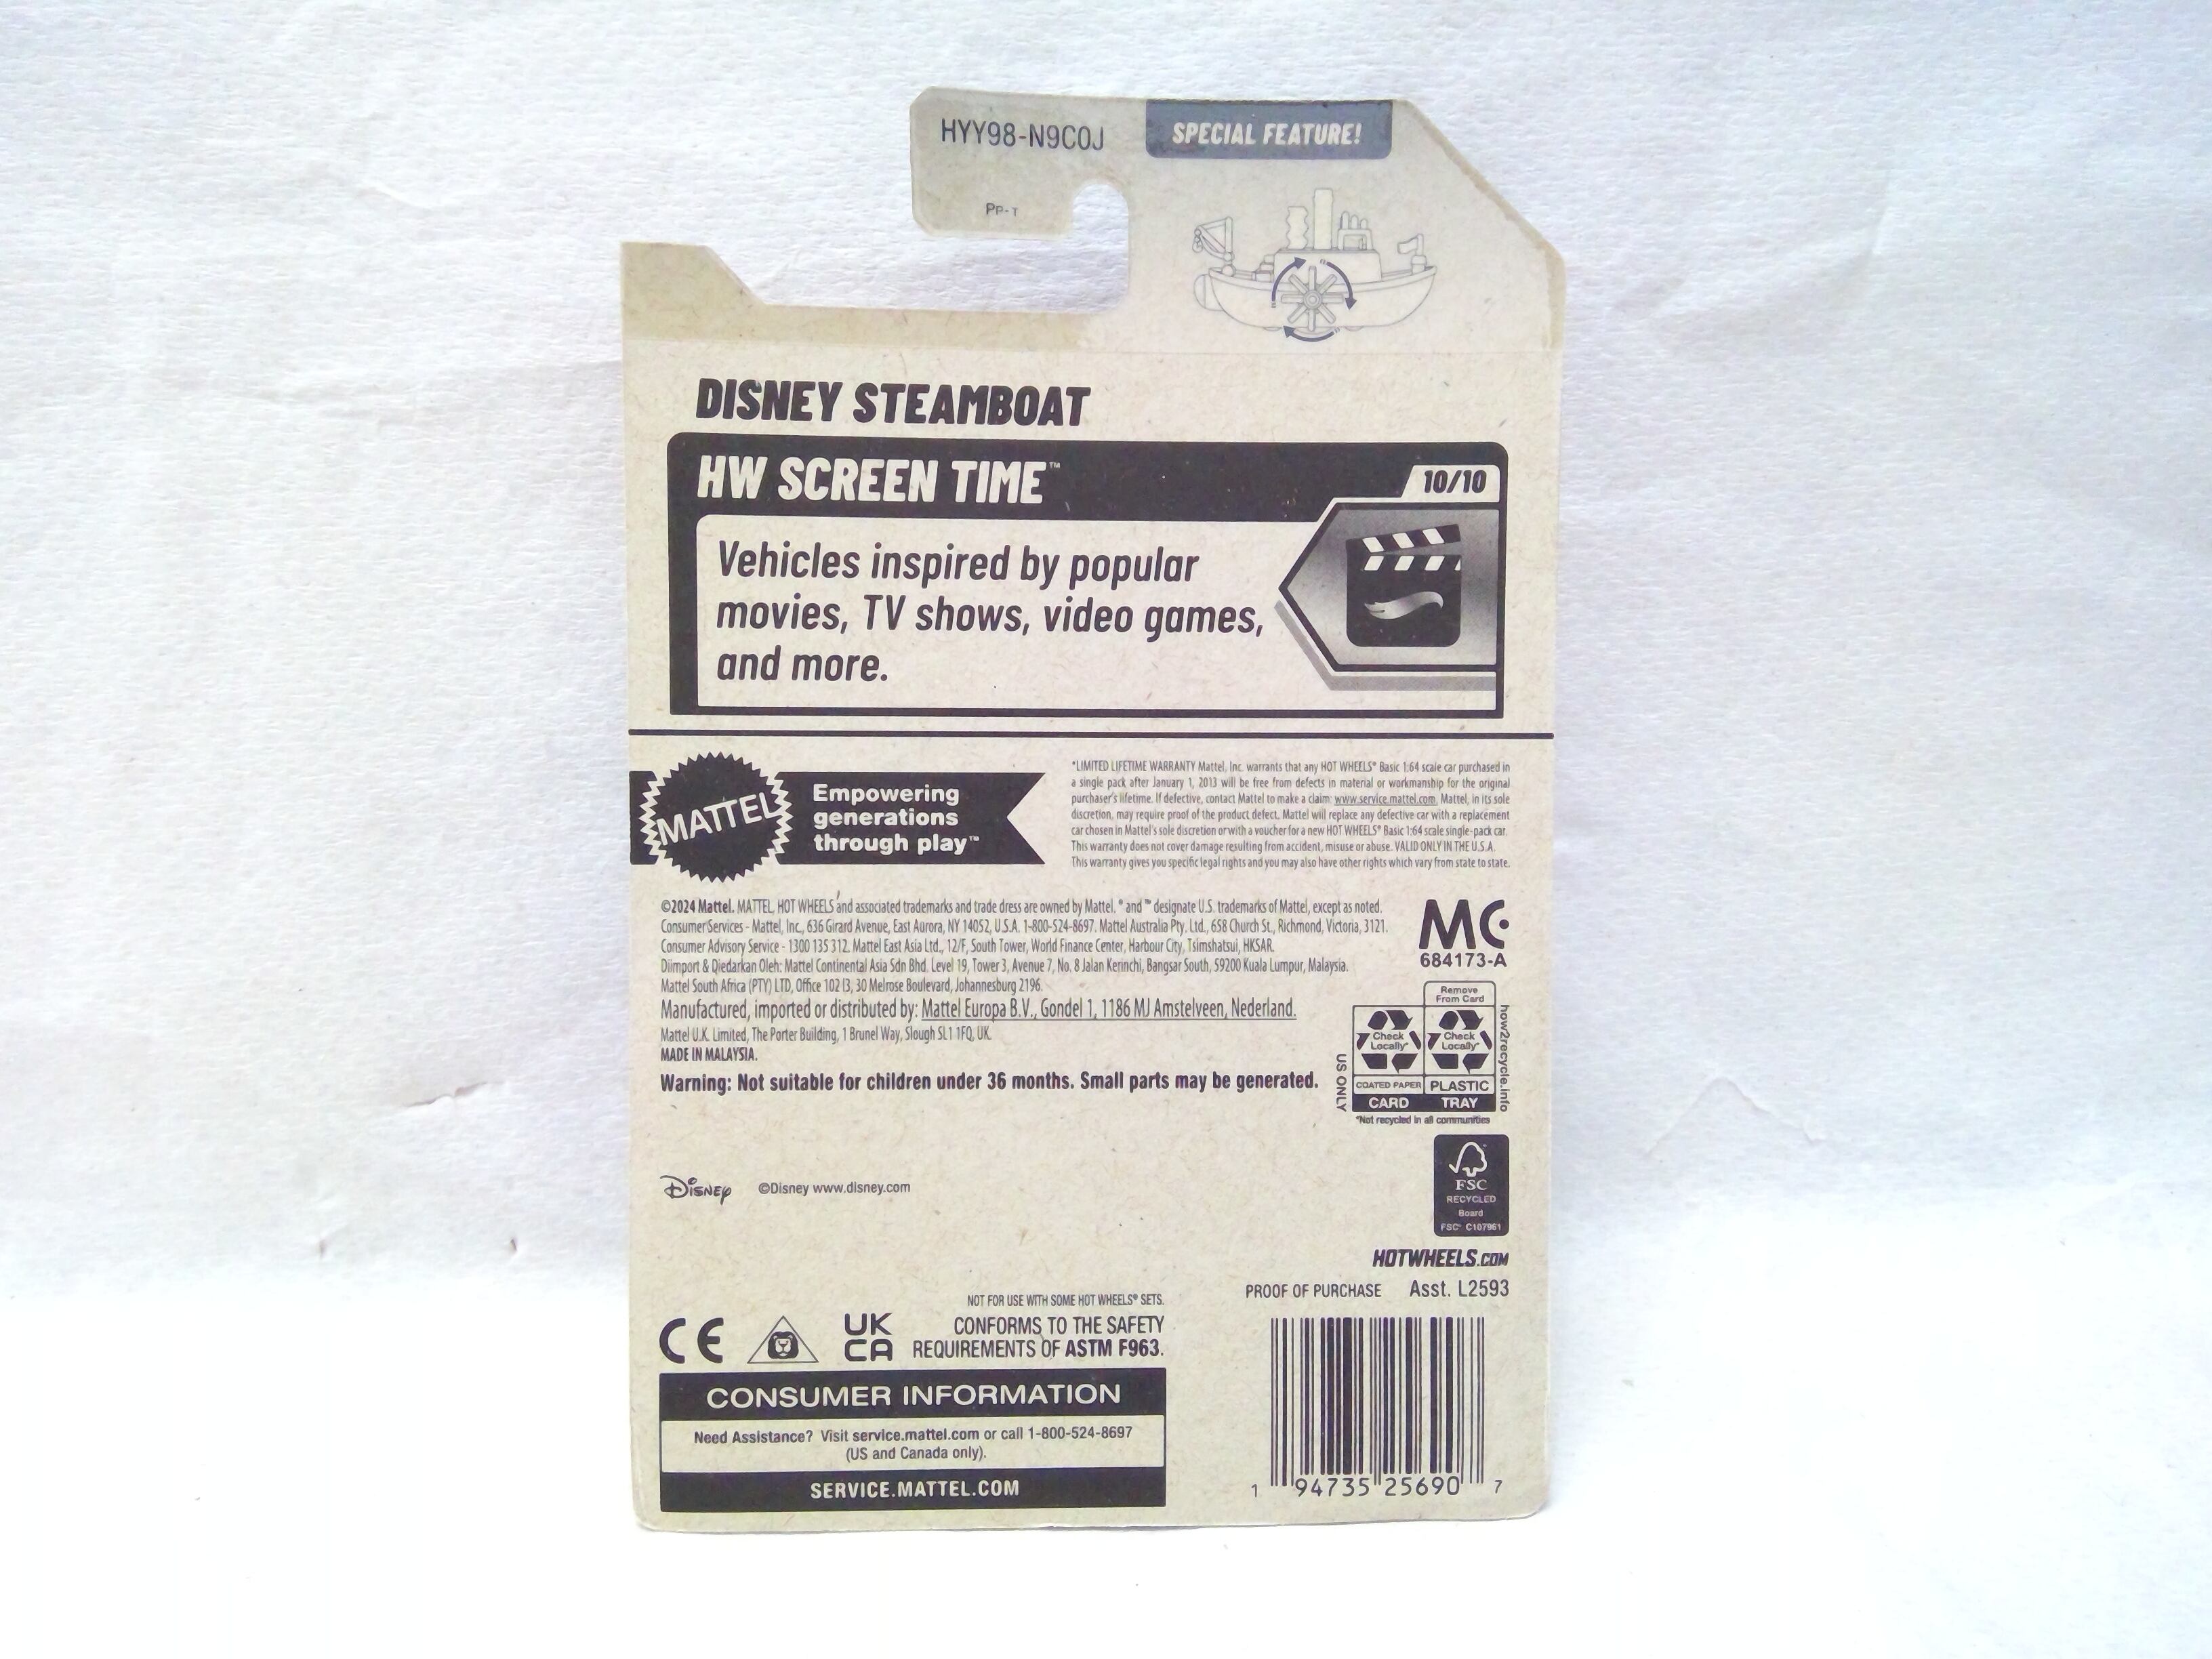 HYY98-N9C0J
SPECIAL FEATURE!
PP-T
DISNEY STEAMBOAT
HW SCREEN TIME™
10/10
Vehicles inspired by popular
movies, TV shows, video games,
and more.
MATTEL
Empowering
generations
through play™
*LIMITED LIFETIME WARRANTY Mattel, Inc. warrants that any HOT WHEELS® Basic 1:64 scale car purchased in
a single pack after January 1, 2013 will be free from defects in material or workmanship for the original
purchaser's lifetime. If defective, contact Mattel to make a claim: www.service.mattel.com. Mattel, in its sole
discretion, may require proof of the product defect. Mattel will replace any defective car with a replacement
car chosen in Mattel's sole discretion or with a voucher for a new HOT WHEELS® Basic 1:64 scale single-pack car.
This warranty does not cover damage resulting from accident, misuse or abuse. VALID ONLY IN THE U.S.A.
This warranty gives you specific legal rights and you may also have other rights which vary from state to state.
©2024 Mattel. MATTEL, HOT WHEELS and associated trademarks and trade dress are owned by Mattel. ® and ™ designate U.S. trademarks of Mattel, except as noted.
Consumer Services - Mattel, Inc., 636 Girard Avenue, East Aurora, NY 14052, U.S.A. 1-800-524-8697. Mattel Australia Pty. Ltd., 658 Church St., Richmond, Victoria, 3121.
Consumer Advisory Service - 1300 135 312. Mattel East Asia Ltd., 12/F, South Tower, World Finance Center, Harbour City, Tsimshatsui, HKSAR.
Diimport & Diedarkan Oleh: Mattel Continental Asia Sdn Bhd. Level 19, Tower 3, Avenue 7, No. 8 Jalan Kerinchi, Bangsar South, 59200 Kuala Lumpur, Malaysia.
Mattel South Africa (PTY) LTD, Office 102 I3, 30 Melrose Boulevard, Johannesburg 2196.
Manufactured, imported or distributed by: Mattel Europa B.V., Gondel 1, 1186 MJ Amstelveen, Nederland.
Mattel U.K. Limited, The Porter Building, 1 Brunel Way, Slough SL1 1FQ, UK.
MADE IN MALAYSIA.
Warning: Not suitable for children under 36 months. Small parts may be generated.
MC
684173-A
Remove
From Card
Check
Locally*
Check
Locally*
COATED PAPER
PLASTIC
CARD
TRAY
US ONLY
how2recycle.info
*Not recycled in all communities
Disney
©Disney www.disney.com
FSC
RECYCLED
Board
FSC® C107961
HOTWHEELS.COM
PROOF OF PURCHASE
Asst. L2593
NOT FOR USE WITH SOME HOT WHEELS® SETS.
CE
UK
CA
CONFORMS TO THE SAFETY
REQUIREMENTS OF ASTM F963.
CONSUMER INFORMATION
Need Assistance? Visit service.mattel.com or call 1-800-524-8697
(US and Canada only).
SERVICE.MATTEL.COM
1 94735 25690 7